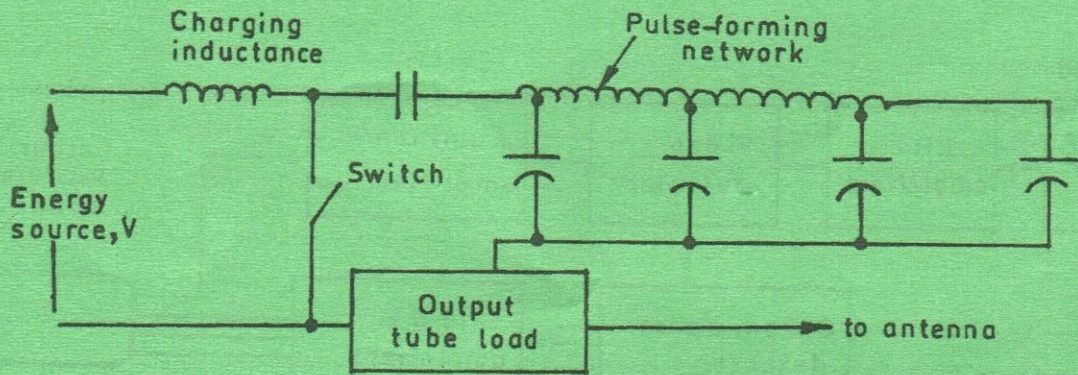 Charging
inductance
Pulse-forming
network
Switch
Energy
source,V
Output
tube load
to antenna